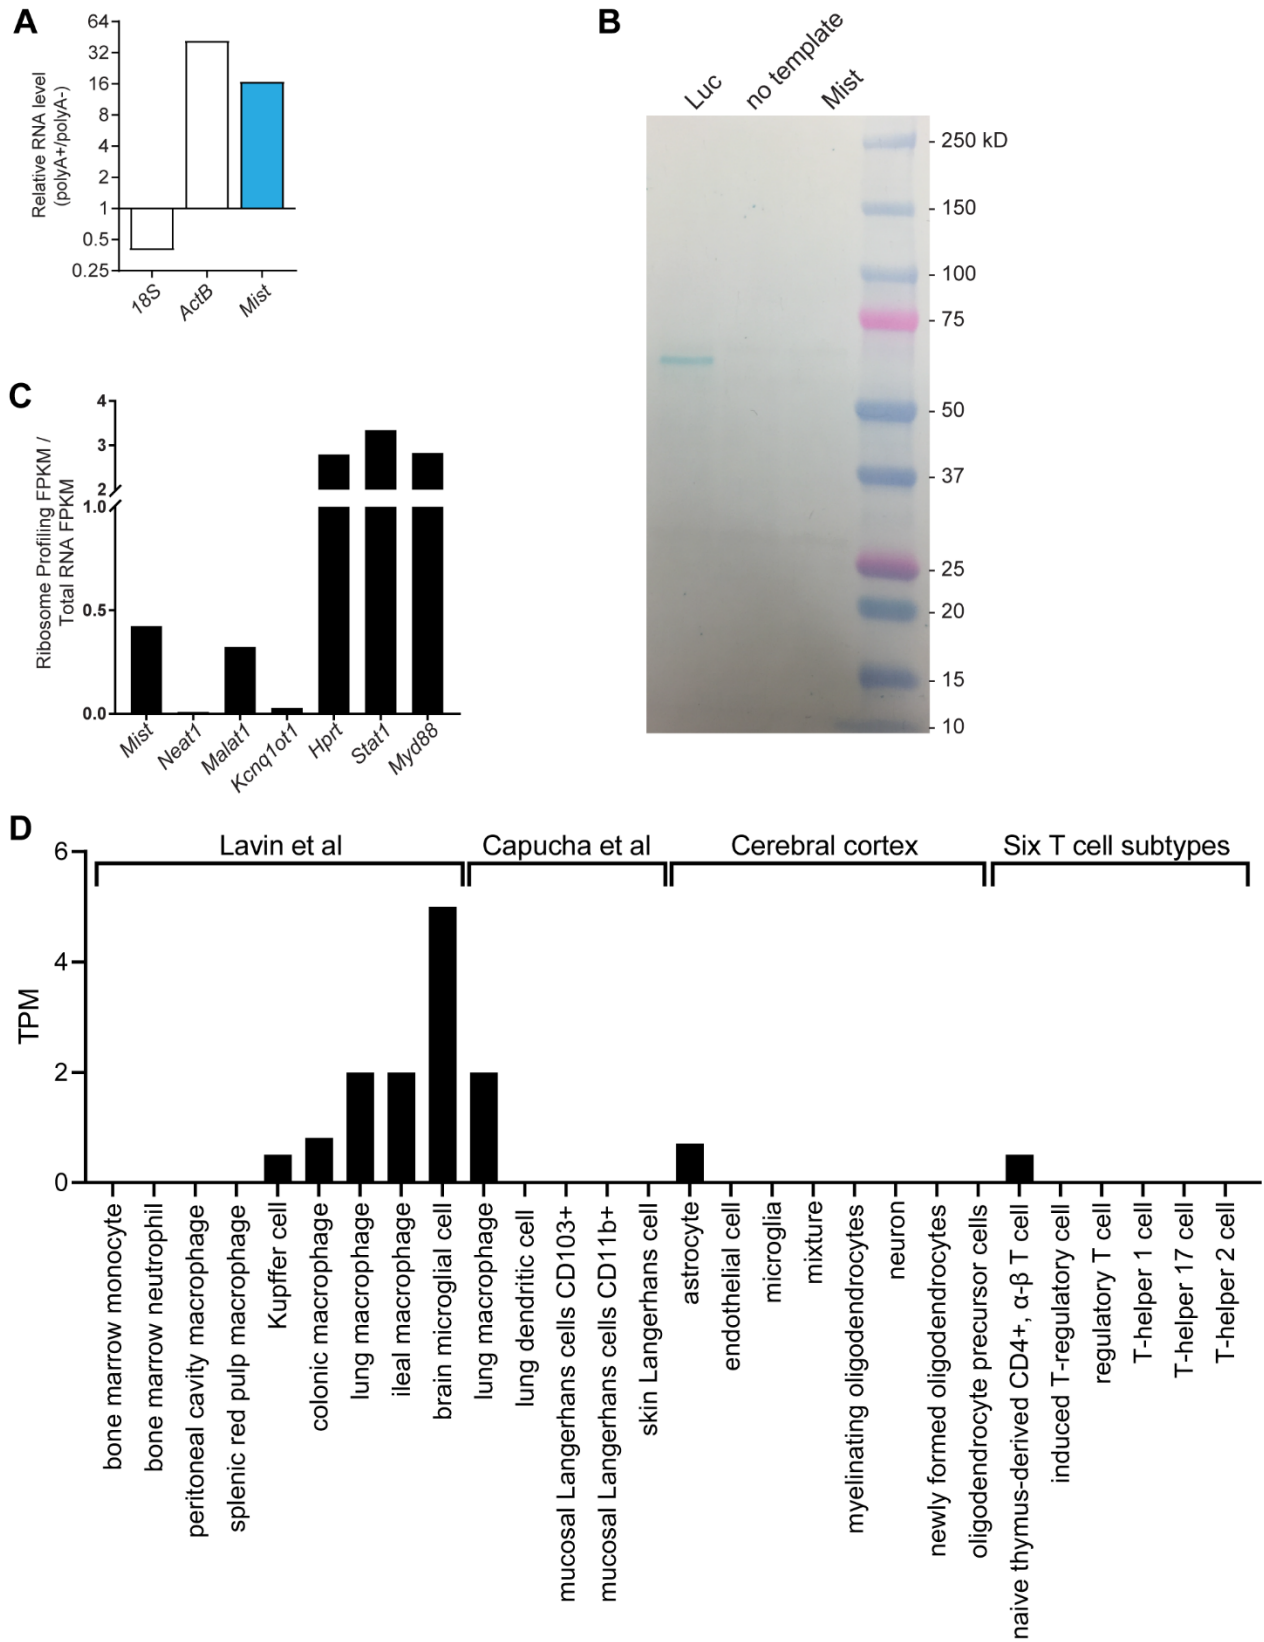 A
Relative RNA level
(polyA+/polyA-)
64
32
16
8
4
2
1
0.5
0.25
18S
ActB
Mist
B
Luc
no template
Mist
250 kD
150
100
75
50
37
25
20
15
10
C
Ribosome Profiling FPKM /
Total RNA FPKM
4
3
2
1.0
0.5
0.0
Mist
Neat1
Malat1
Kcnq1ot1
Hprt
Stat1
Myd88
D
Lavin et al
Capucha et al
Cerebral cortex
Six T cell subtypes
TPM
6
4
2
0
bone marrow monocyte
bone marrow neutrophil
peritoneal cavity macrophage
splenic red pulp macrophage
Kupffer cell
colonic macrophage
lung macrophage
ileal macrophage
brain microglial cell
lung macrophage
lung dendritic cell
mucosal Langerhans cells CD103+
mucosal Langerhans cells CD11b+
skin Langerhans cell
astrocyte
endothelial cell
microglia
mixture
myelinating oligodendrocytes
neuron
newly formed oligodendrocytes
oligodendrocyte precursor cells
naive thymus-derived CD4+, α-β T cell
induced T-regulatory cell
regulatory T cell
T-helper 1 cell
T-helper 17 cell
T-helper 2 cell